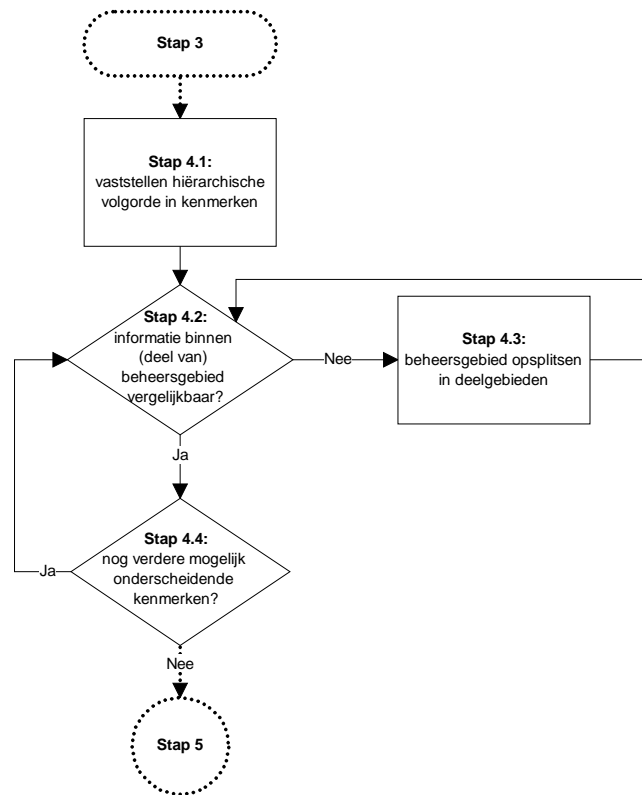 Stap 3
Stap 4.1:
vaststellen hiërarchische
volgorde in kenmerken
Stap 4.2:
informatie binnen
(deel van)
beheersgebied
vergelijkbaar?
Nee
Stap 4.3:
beheersgebied opsplitsen
in deelgebieden
Ja
Stap 4.4:
nog verdere mogelijk
onderscheidende
kenmerken?
Ja
Nee
Stap 5